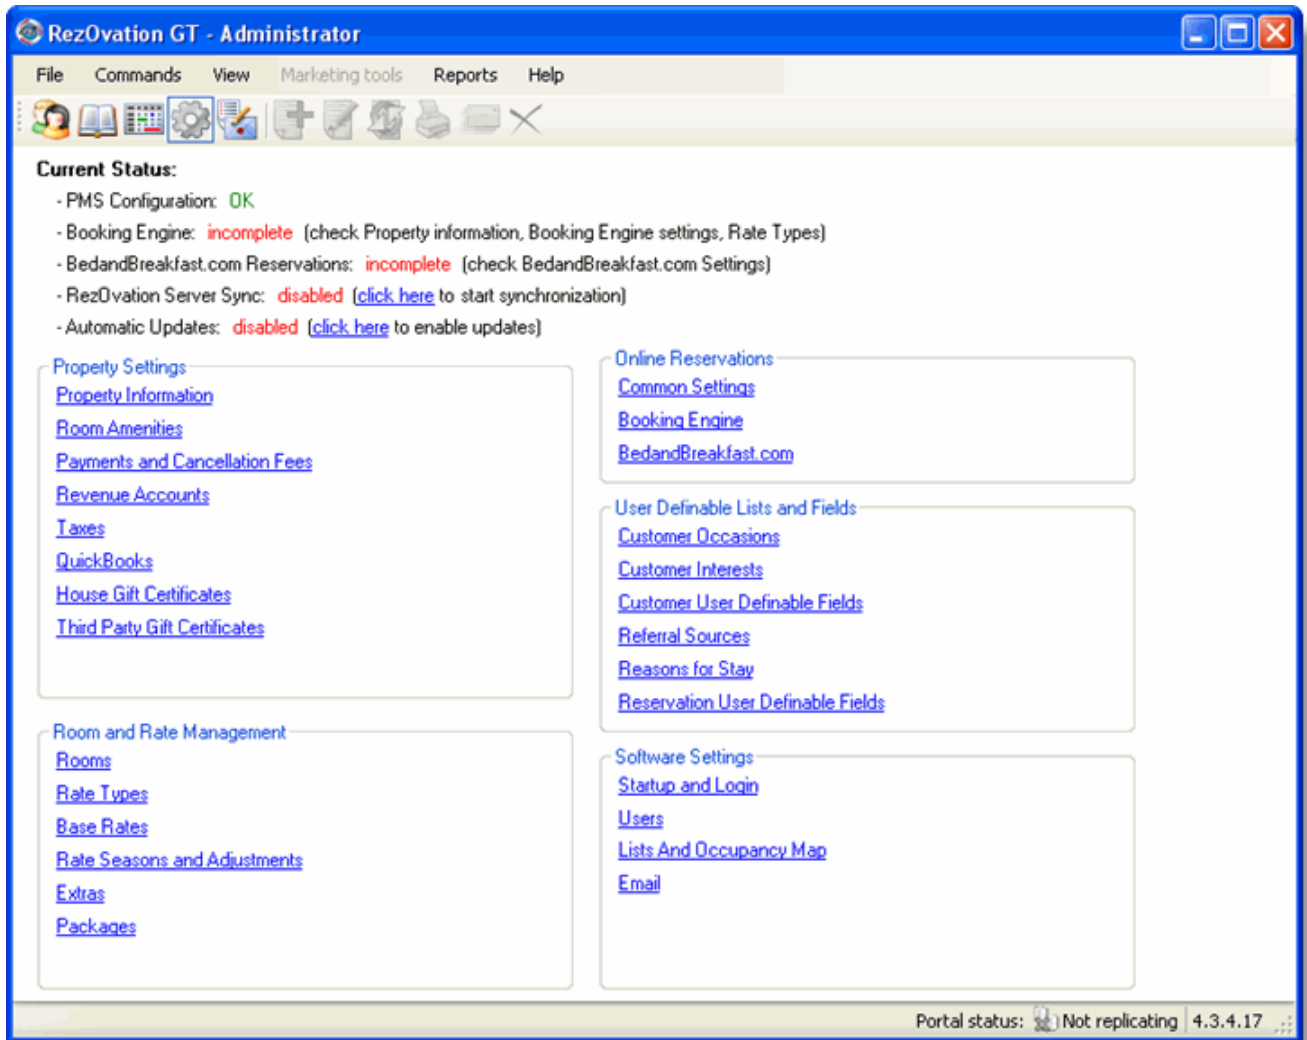 RezOvation GT - Administrator
File Commands View Marketing tools Reports Help
Current Status:
- PMS Configuration: OK
- Booking Engine: incomplete (check Property information, Booking Engine settings, Rate Types)
- BedandBreakfast.com Reservations: incomplete (check BedandBreakfast.com Settings)
- RezOvation Server Sync: disabled (click here to start synchronization)
- Automatic Updates: disabled (click here to enable updates)
Property Settings
Property Information
Room Amenities
Payments and Cancellation Fees
Revenue Accounts
Taxes
QuickBooks
House Gift Certificates
Third Party Gift Certificates
Room and Rate Management
Rooms
Rate Types
Base Rates
Rate Seasons and Adjustments
Extras
Packages
Online Reservations
Common Settings
Booking Engine
BedandBreakfast.com
User Definable Lists and Fields
Customer Occasions
Customer Interests
Customer User Definable Fields
Referral Sources
Reasons for Stay
Reservation User Definable Fields
Software Settings
Startup and Login
Users
Lists And Occupancy Map
Email
Portal status: Not replicating 4.3.4.17